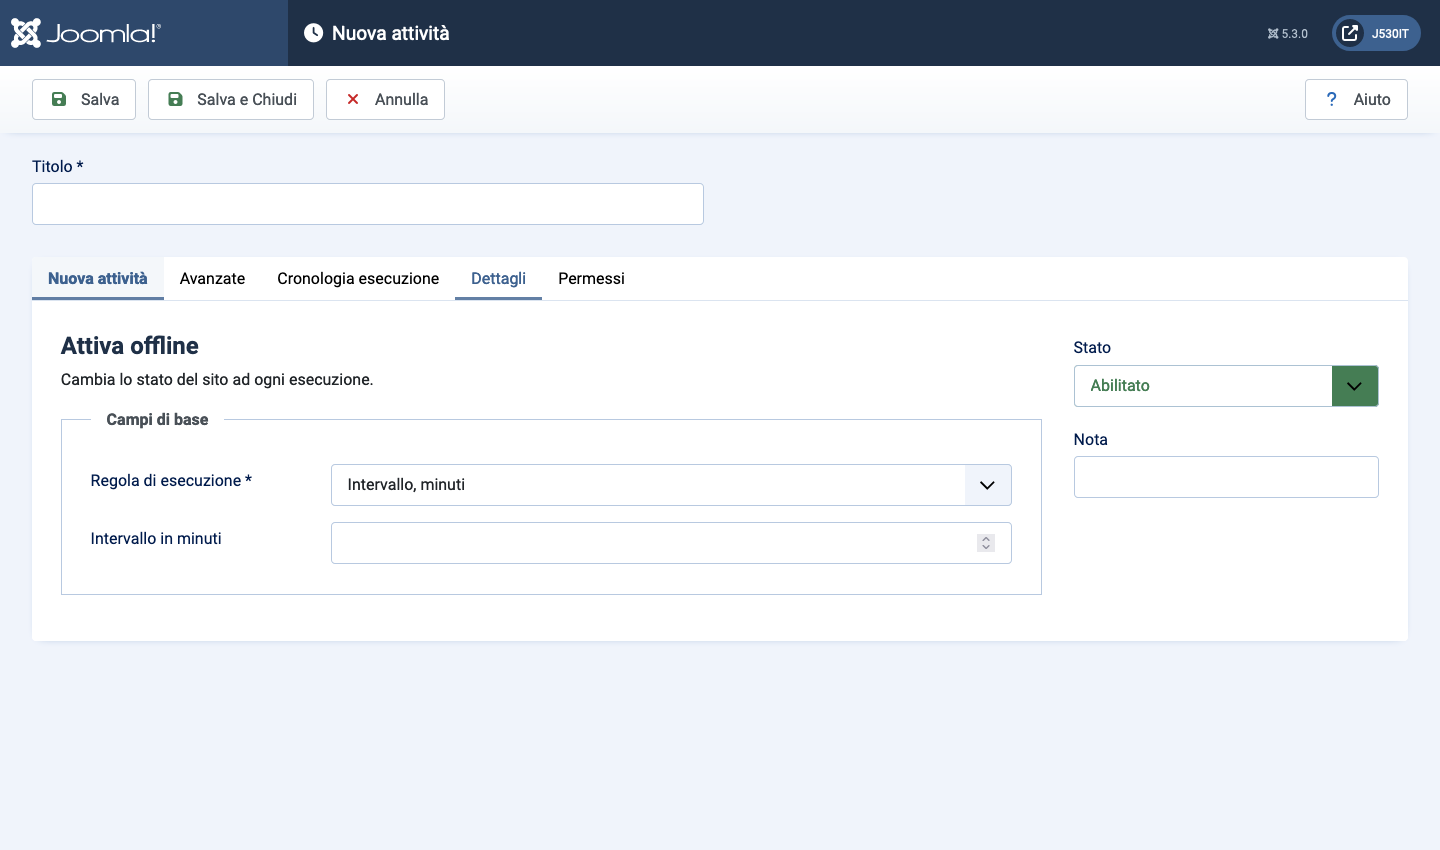 Joomla!®
Nuova attività
5.3.0
J530IT
Salva
Salva e Chiudi
Annulla
? Aiuto
Titolo *
Nuova attività
Avanzate
Cronologia esecuzione
Dettagli
Permessi
Attiva offline
Cambia lo stato del sito ad ogni esecuzione.
Campi di base
Regola di esecuzione *
Intervallo, minuti
Intervallo in minuti
Stato
Abilitato
Nota